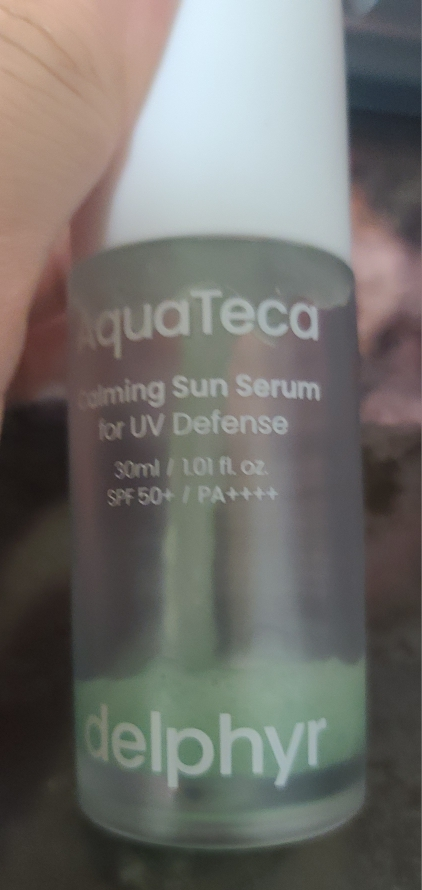 AquaTeca
Calming Sun Serum
for UV Defense
30ml / 1.01 fl. oz.
SPF 50+ / PA++++
delphyr